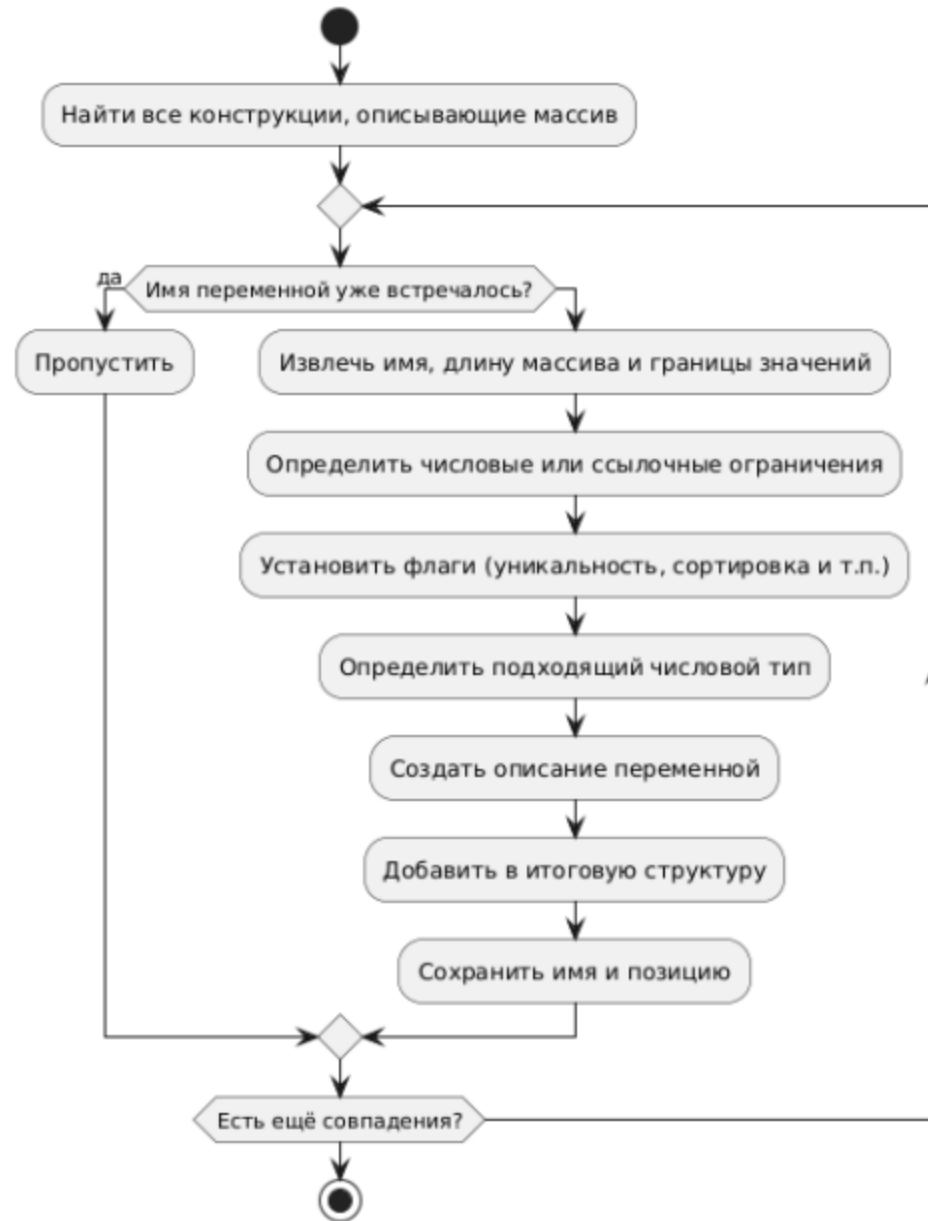 Найти все конструкции, описывающие массив
да
Имя переменной уже встречалось?
Пропустить
Извлечь имя, длину массива и границы значений
Определить числовые или ссылочные ограничения
Установить флаги (уникальность, сортировка и т.п.)
Определить подходящий числовой тип
Создать описание переменной
Добавить в итоговую структуру
Сохранить имя и позицию
Есть ещё совпадения?